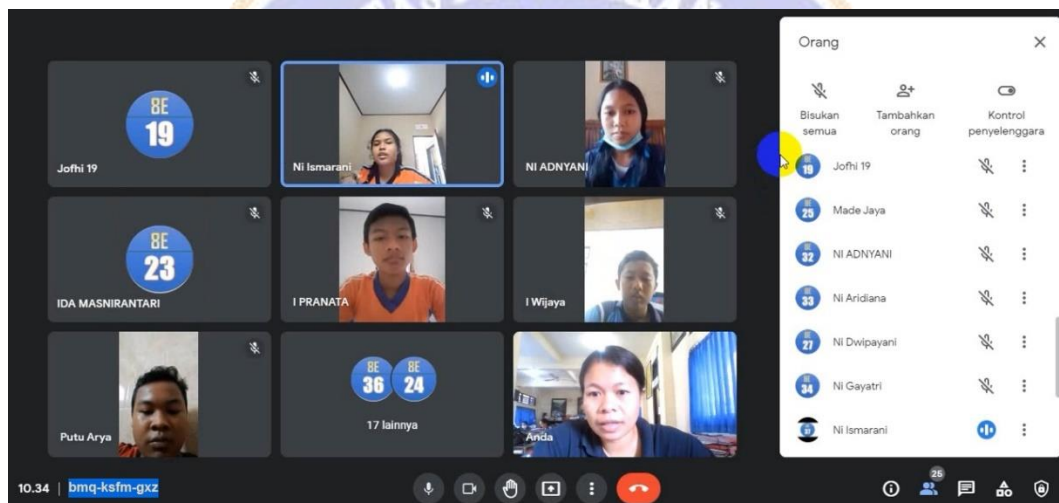 8E
19
Jofhi 19
Ni Ismarani
NI ADNYANI
8E
23
IDA MASNIRANTARI
I PRANATA
I Wijaya
Putu Arya
8E 8E
36 24
17 lainnya
Anda
Orang
Bisukan semua
Tambahkan orang
Kontrol penyelenggara
19 Jofhi 19
25 Made Jaya
32 NI ADNYANI
33 Ni Aridiana
27 Ni Dwipayani
34 Ni Gayatri
Ni Ismarani
10.34 | bmq-ksfm-gxz
25